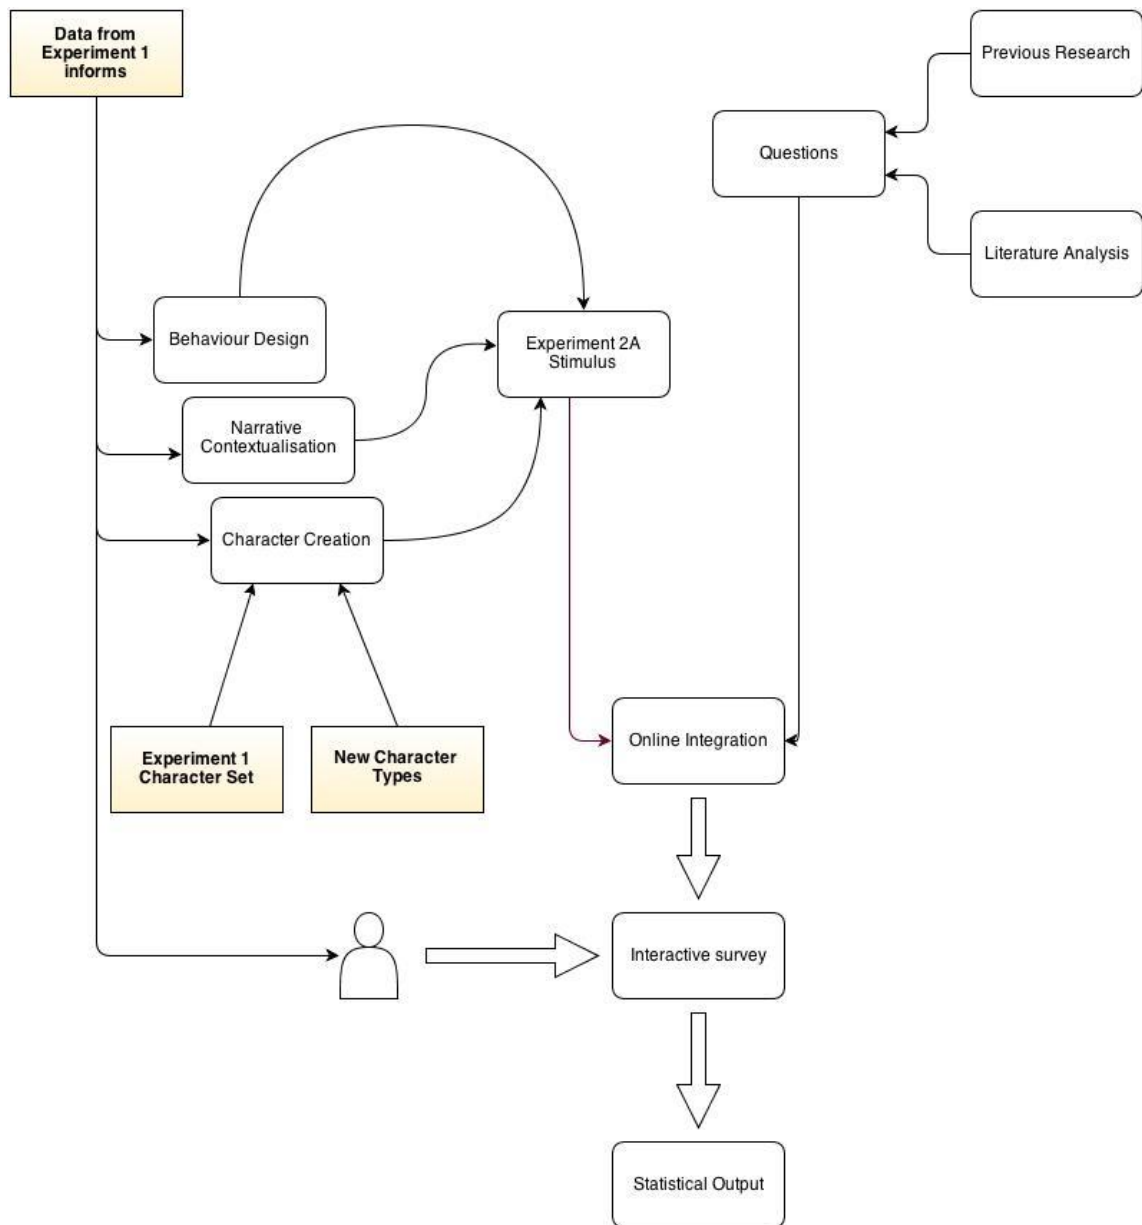 Data from
Experiment 1
informs
Previous Research
Questions
Literature Analysis
Behaviour Design
Experiment 2A
Stimulus
Narrative
Contextualisation
Character Creation
Experiment 1
Character Set
New Character
Types
Online Integration
Interactive survey
Statistical Output